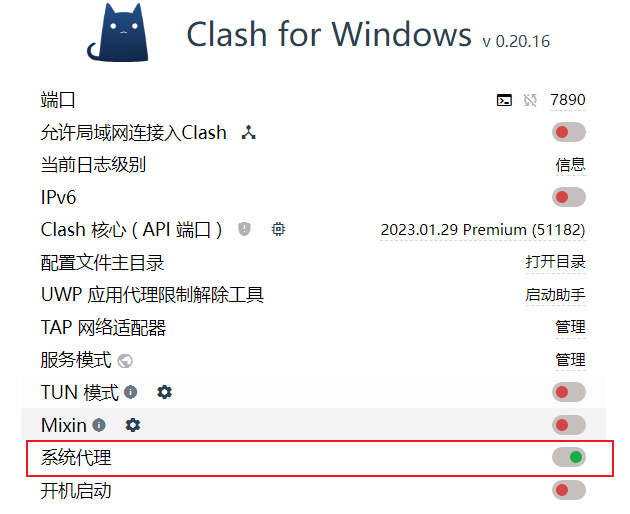 Clash for Windows v 0.20.16
端口 7890
允许局域网连接入Clash
当前日志级别 信息
IPv6
Clash 核心 ( API 端口 ) 2023.01.29 Premium (51182)
配置文件主目录 打开目录
UWP 应用代理限制解除工具 启动助手
TAP 网络适配器 管理
服务模式 管理
TUN 模式
Mixin
系统代理
开机启动